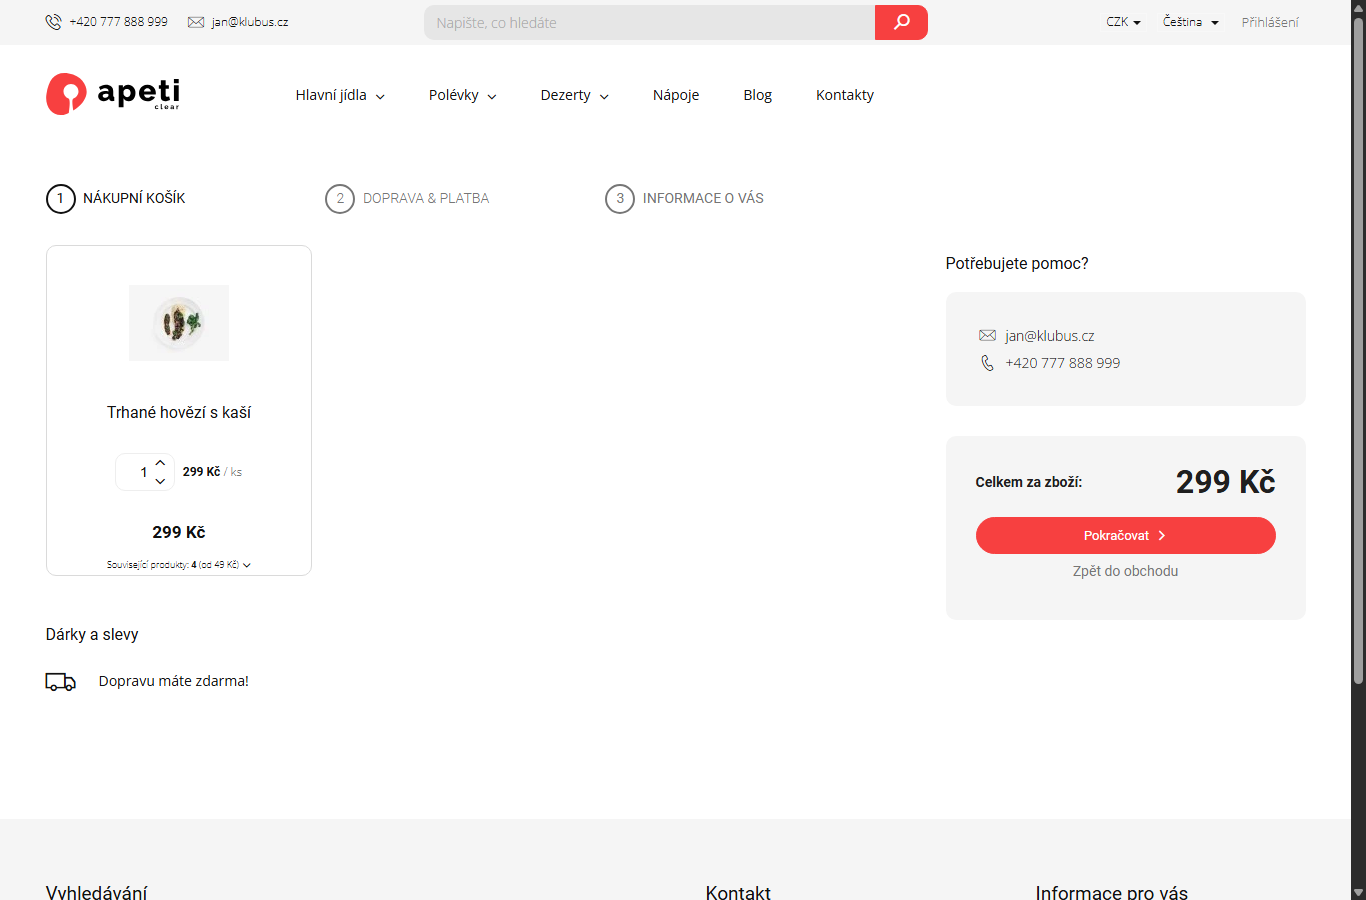 +420 777 888 999
jan@klubus.cz
Napište, co hledáte
CZK
Čeština
Přihlášení
apeti
clear
Hlavní jídla
Polévky
Dezerty
Nápoje
Blog
Kontakty
1 NÁKUPNÍ KOŠÍK
2 DOPRAVA & PLATBA
3 INFORMACE O VÁS
Trhané hovězí s kaší
1
299 Kč / ks
299 Kč
Související produkty: 4 (od 49 Kč)
Dárky a slevy
Dopravu máte zdarma!
Potřebujete pomoc?
jan@klubus.cz
+420 777 888 999
Celkem za zboží: 299 Kč
Pokračovat
Zpět do obchodu
Vyhledávání
Kontakt
Informace pro vás